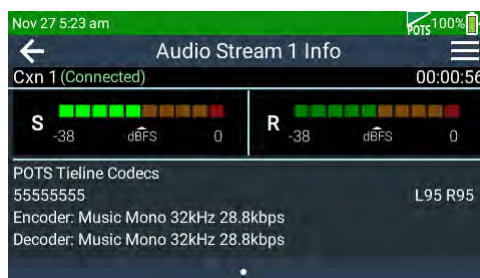 Nov 27 5:23 am POTS 100%
Audio Stream 1 Info
Cxn 1 (Connected) 00:00:56
S -38 dBFS 0 R -38 dBFS 0
POTS Tieline Codecs
55555555 L95 R95
Encoder: Music Mono 32kHz 28.8kbps
Decoder: Music Mono 32kHz 28.8kbps